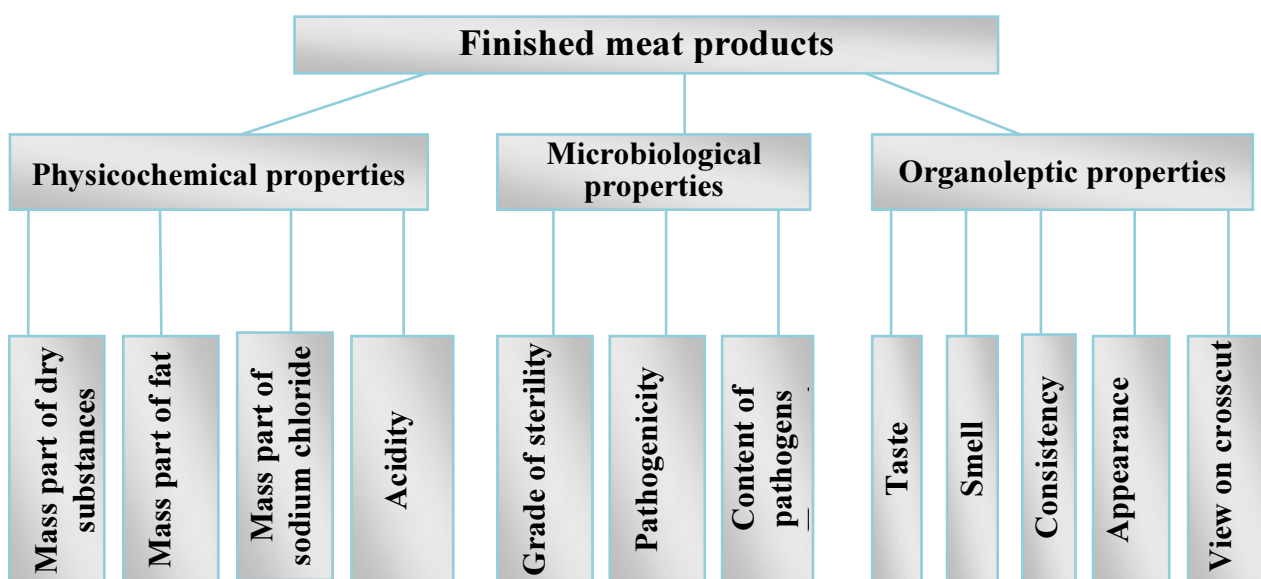 Finished meat products
Physicochemical properties
Microbiological
properties
Organoleptic properties
Mass part of dry
substances
Mass part of fat
Mass part of
sodium chloride
Acidity
Grade of sterility
Pathogenicity
Content of
pathogens
Taste
Smell
Consistency
Appearance
View on crosscut